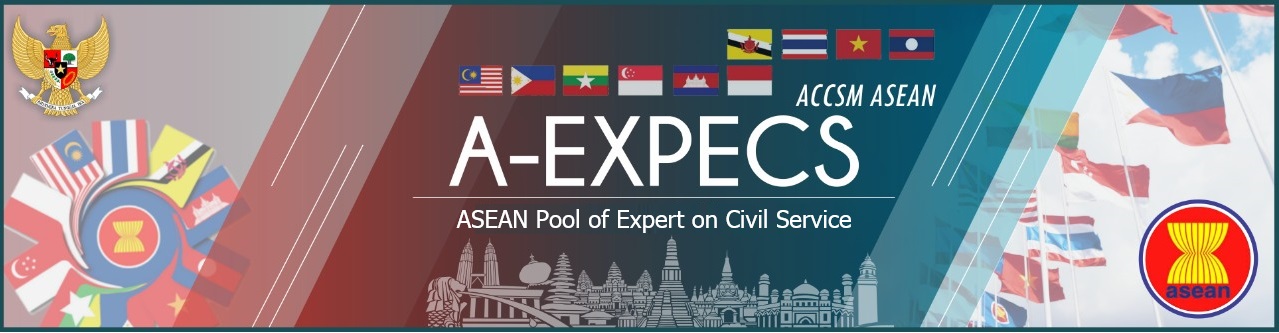 ACCSM ASEAN
A-EXPECS
ASEAN Pool of Expert on Civil Service
asean